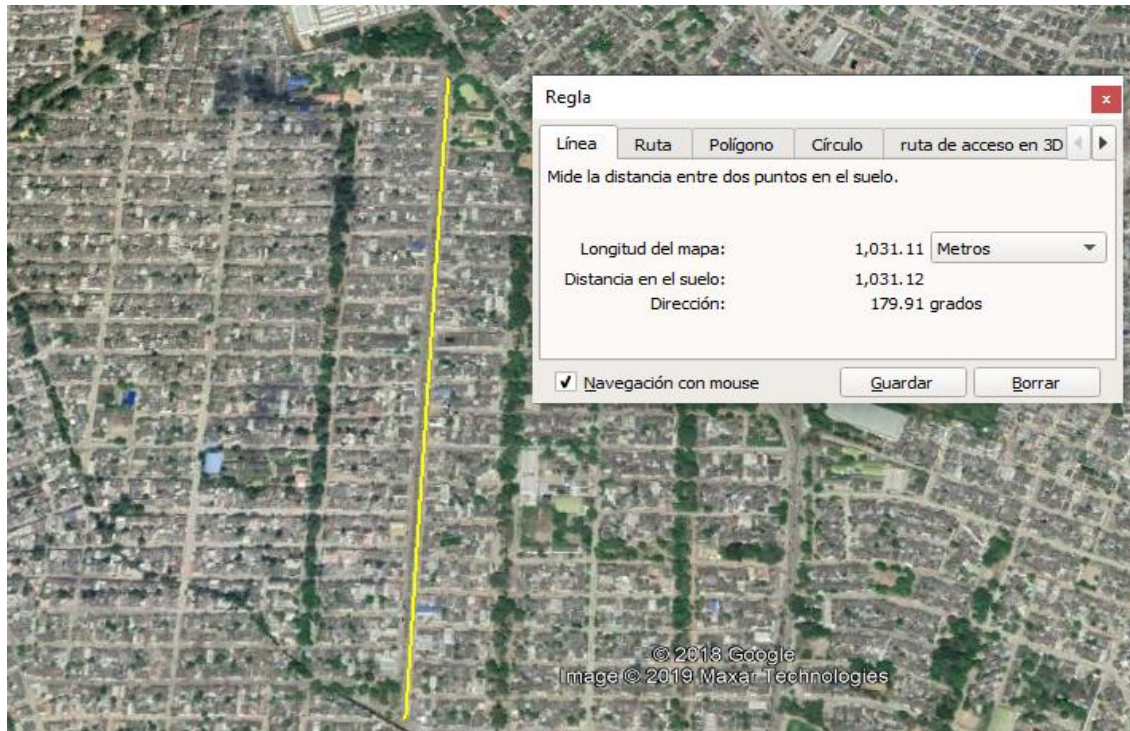 Regla
x
Línea Ruta Polígono Círculo ruta de acceso en 3D
Mide la distancia entre dos puntos en el suelo.
Longitud del mapa: 1,031.11 Metros
Distancia en el suelo: 1,031.12
Dirección: 179.91 grados
Navegación con mouse Guardar Borrar
© 2018 Google
Image © 2019 Maxar Technologies